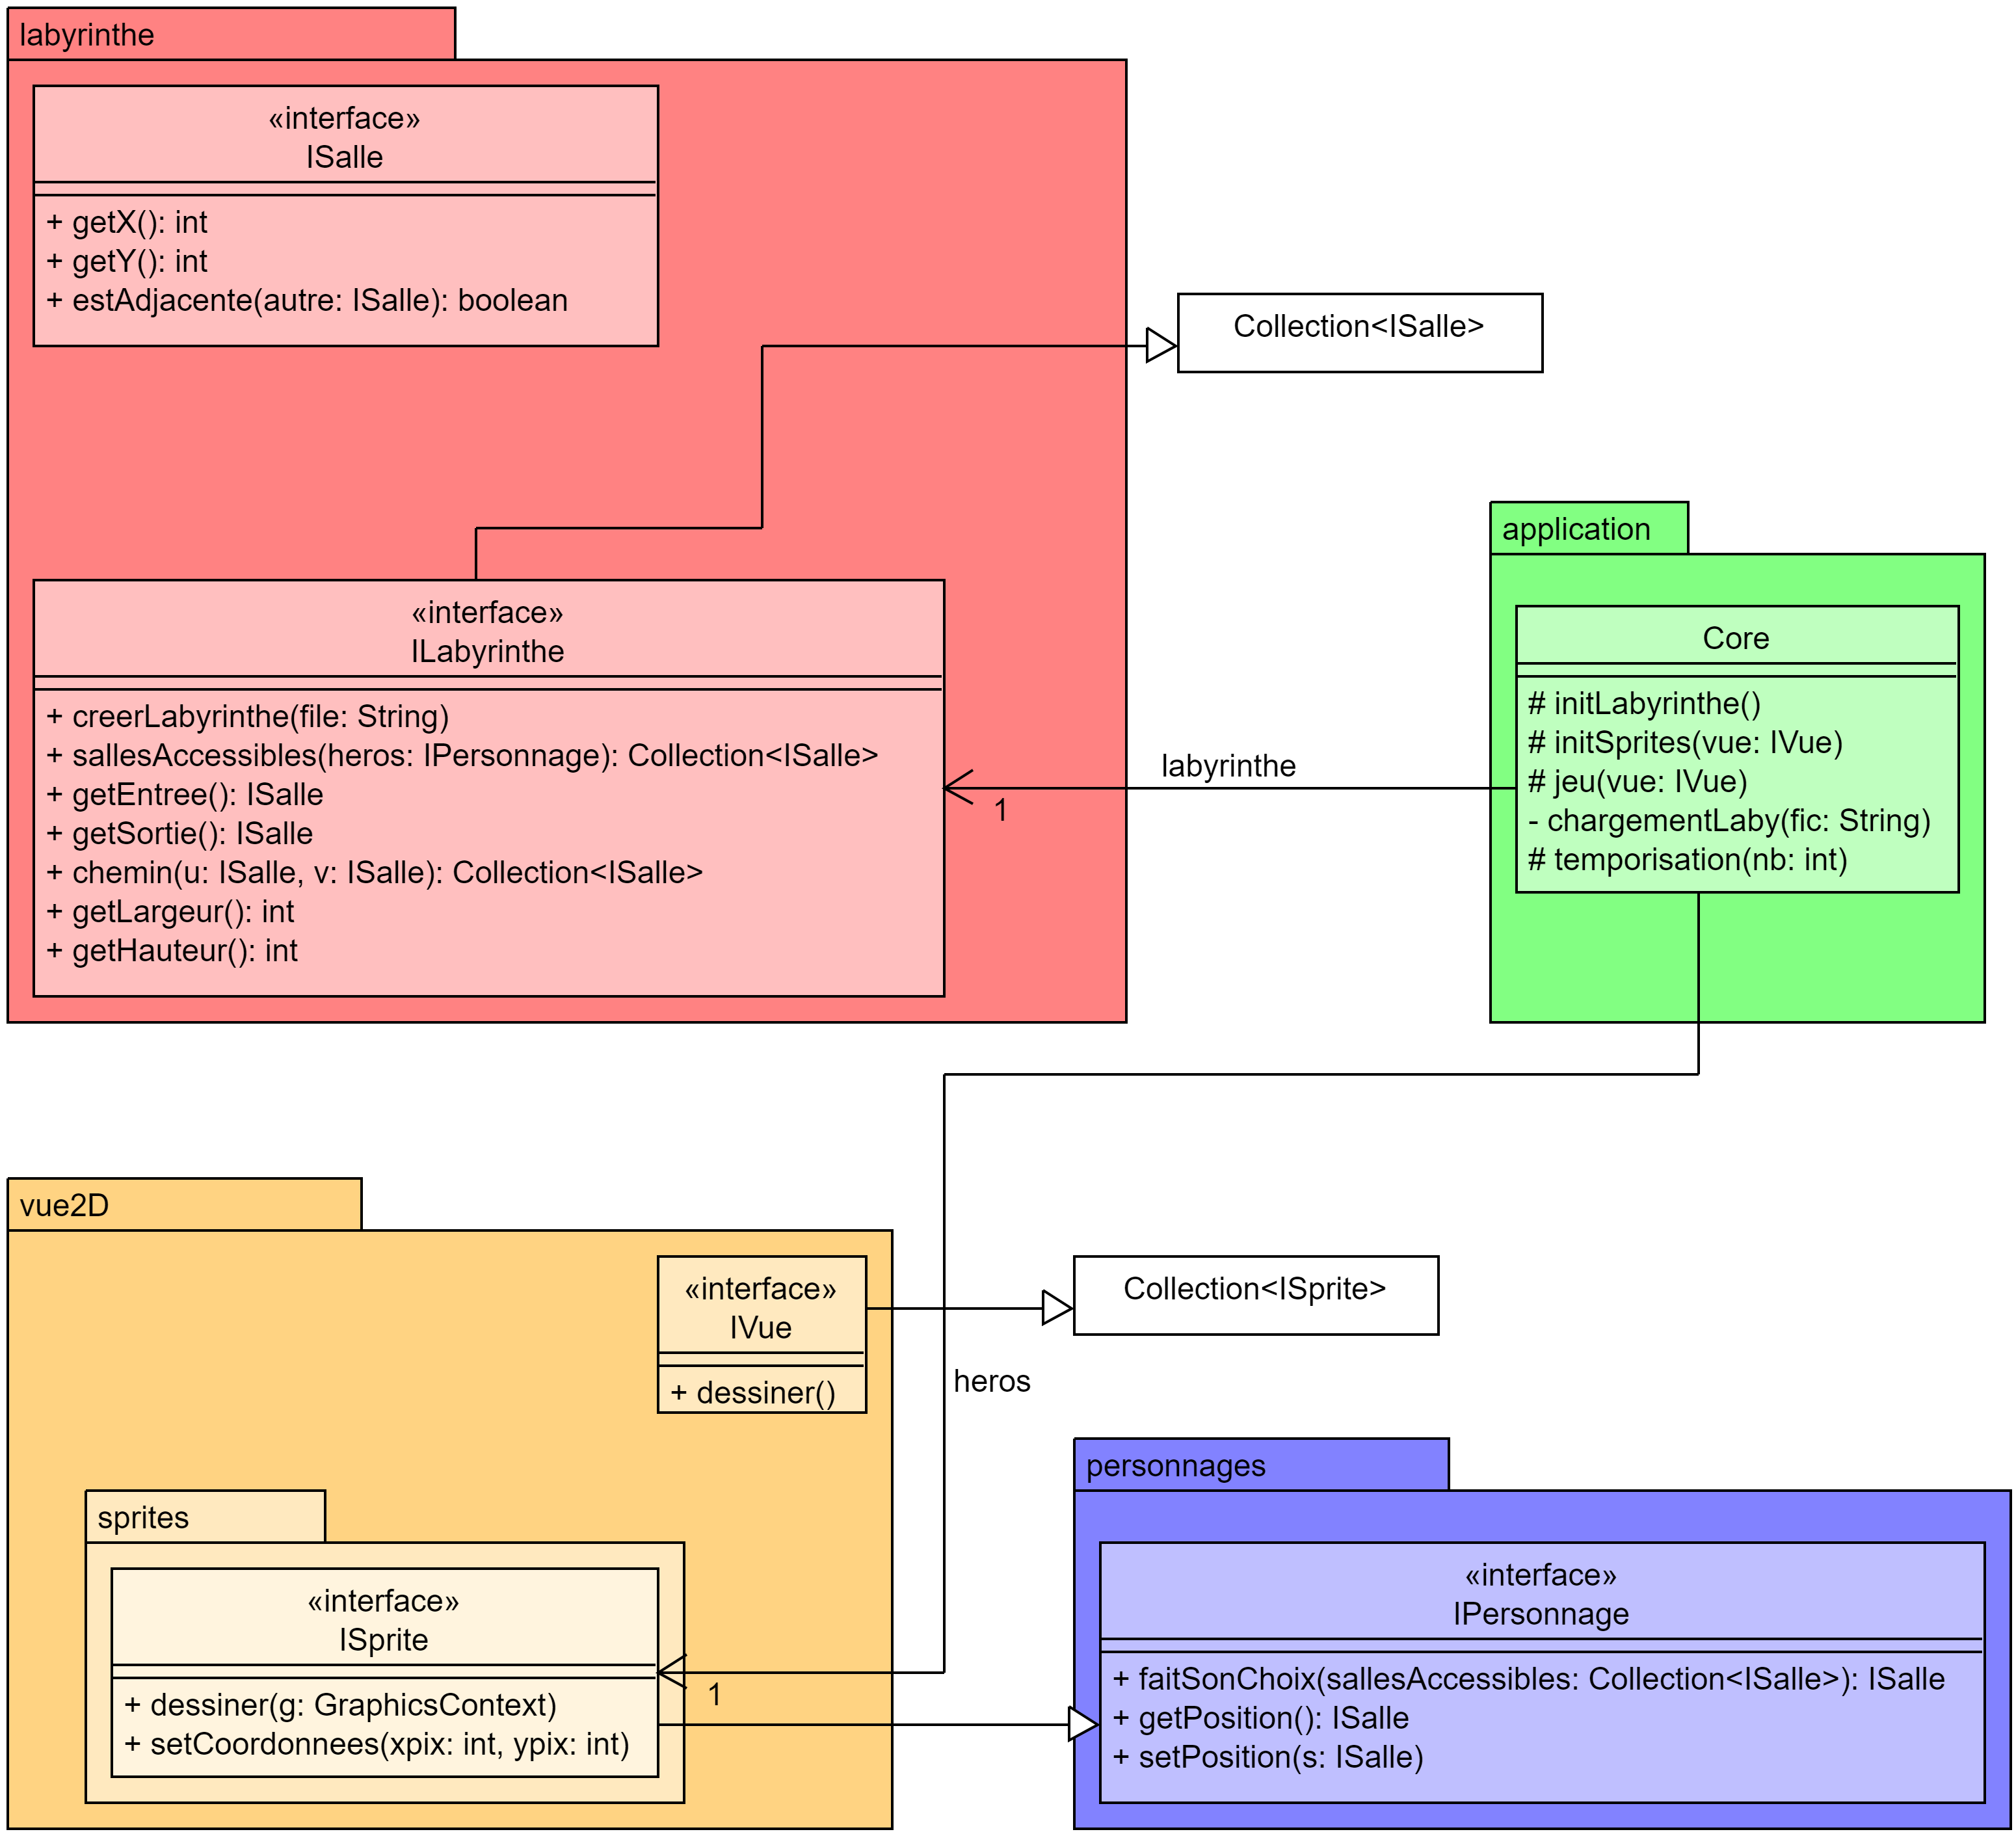 labyrinthe
«interface»
ISalle
+ getX(): int
+ getY(): int
+ estAdjacente(autre: ISalle): boolean
Collection<ISalle>
«interface»
ILabyrinthe
+ creerLabyrinthe(file: String)
+ sallesAccessibles(heros: IPersonnage): Collection<ISalle>
+ getEntree(): ISalle
+ getSortie(): ISalle
+ chemin(u: ISalle, v: ISalle): Collection<ISalle>
+ getLargeur(): int
+ getHauteur(): int
labyrinthe
1
application
Core
# initLabyrinthe()
# initSprites(vue: IVue)
# jeu(vue: IVue)
- chargementLaby(fic: String)
# temporisation(nb: int)
vue2D
«interface»
IVue
+ dessiner()
Collection<ISprite>
heros
sprites
«interface»
ISprite
+ dessiner(g: GraphicsContext)
+ setCoordonnees(xpix: int, ypix: int)
1
personnages
«interface»
IPersonnage
+ faitSonChoix(sallesAccessibles: Collection<ISalle>): ISalle
+ getPosition(): ISalle
+ setPosition(s: ISalle)